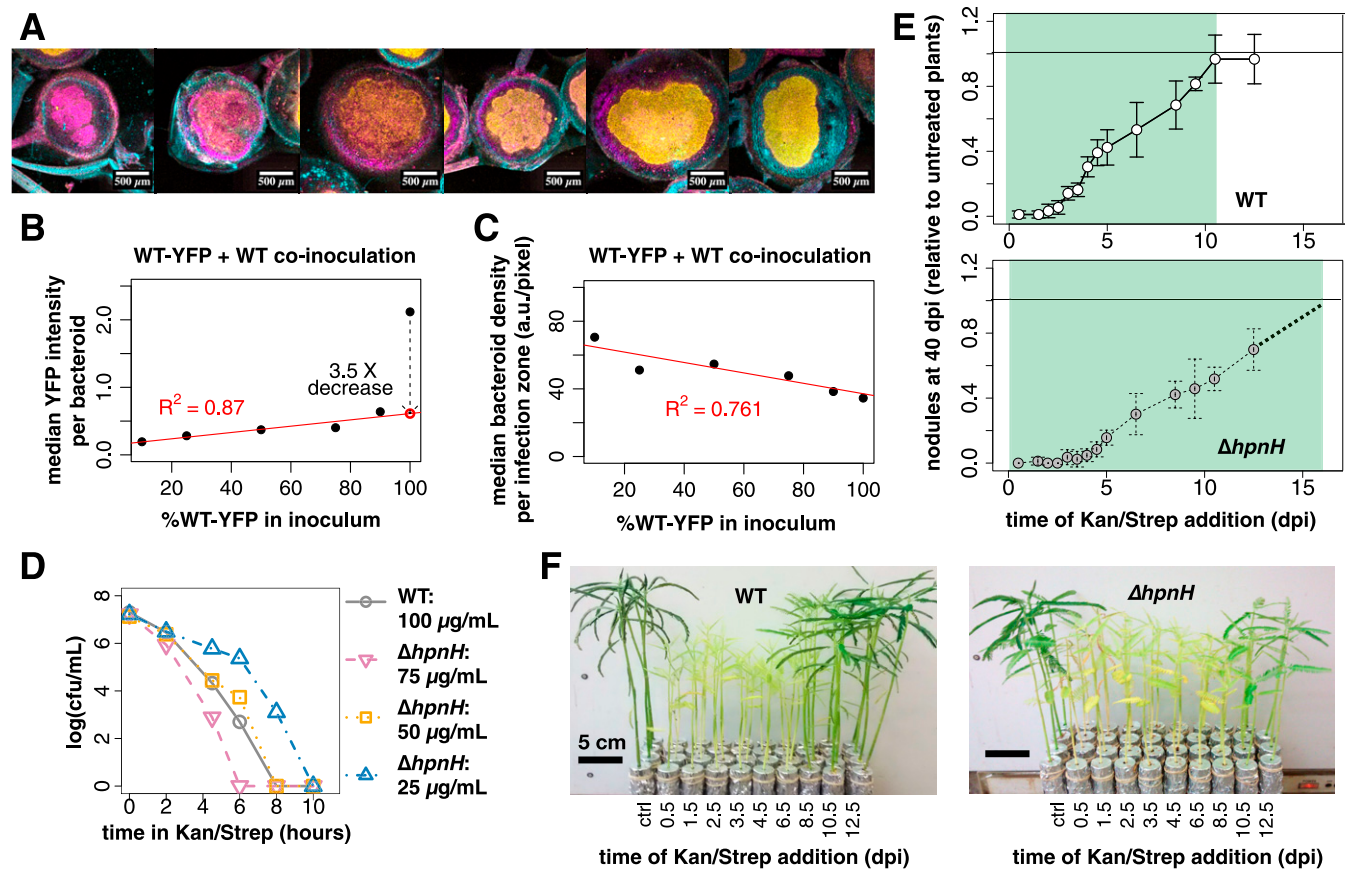 A
500 µm
500 µm
500 µm
500 µm
500 µm
500 µm
B
WT-YFP + WT co-inoculation
median YFP intensity
per bacteroid
0.0
1.0
2.0
3.5 X
decrease
R² = 0.87
20
40
60
80
100
%WT-YFP in inoculum
C
WT-YFP + WT co-inoculation
median bacteroid density
per infection zone (a.u./pixel)
0
40
80
R² = 0.761
20
40
60
80
100
%WT-YFP in inoculum
D
log(cfu/mL)
8
6
4
2
0
0
2
4
6
8
10
time in Kan/Strep (hours)
WT:
100 µg/mL
ΔhpnH:
75 µg/mL
ΔhpnH:
50 µg/mL
ΔhpnH:
25 µg/mL
E
nodules at 40 dpi (relative to untreated plants)
1.2
0.8
0.4
0.0
WT
0
5
10
15
1.2
0.8
0.4
0.0
ΔhpnH
0
5
10
15
time of Kan/Strep addition (dpi)
F
WT
5 cm
ctrl
0.5
1.5
2.5
3.5
4.5
6.5
8.5
10.5
12.5
time of Kan/Strep addition (dpi)
ΔhpnH
ctrl
0.5
1.5
2.5
3.5
4.5
6.5
8.5
10.5
12.5
time of Kan/Strep addition (dpi)